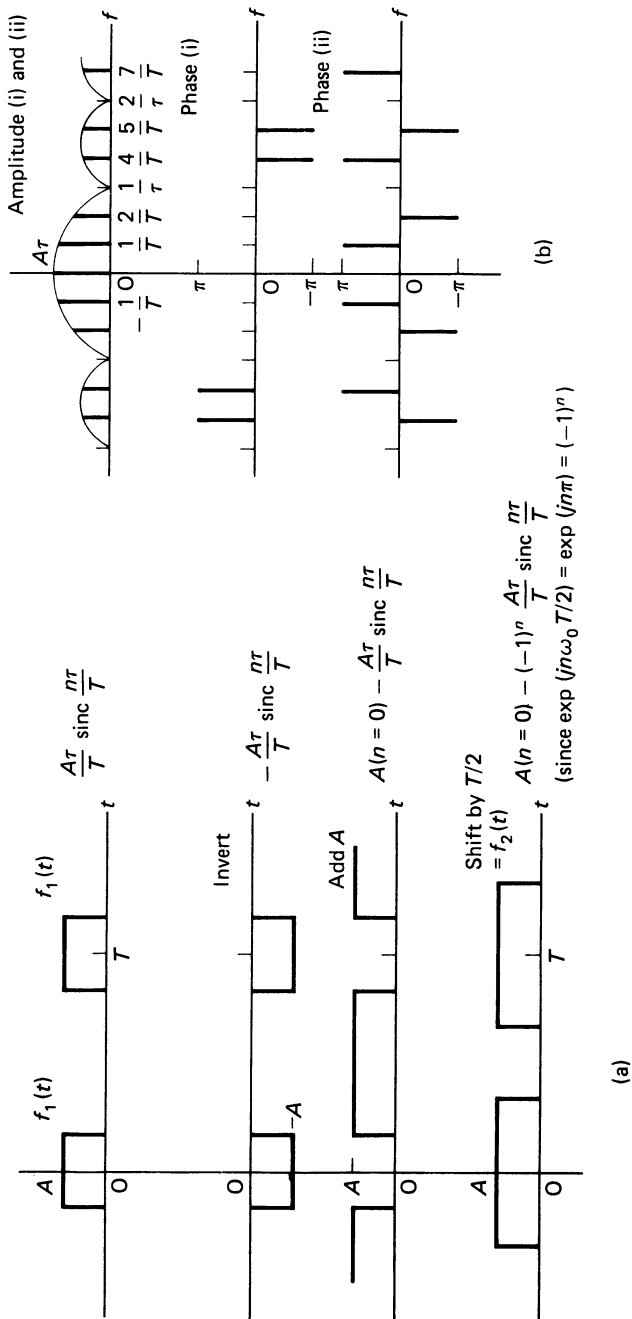 f₁(t)
f₁(t)
A
O
T
t
Aτ/T sinc nτ/T
Invert
O
−A
t
−Aτ/T sinc nτ/T
Add A
A
O
t
A(n = 0) − Aτ/T sinc nτ/T
Shift by T/2
= f₂(t)
A
O
T
t
A(n = 0) − (−1)ⁿ Aτ/T sinc nτ/T
(since exp (jnω₀T/2) = exp (jnπ) = (−1)ⁿ)
(a)
Amplitude (i) and (ii)
Aτ
−1/T O 1/T 2/T 1/τ 4/T 5/T 2/τ 7/T f
Phase (i)
π
O
−π
f
Phase (ii)
π
O
−π
f
(b)